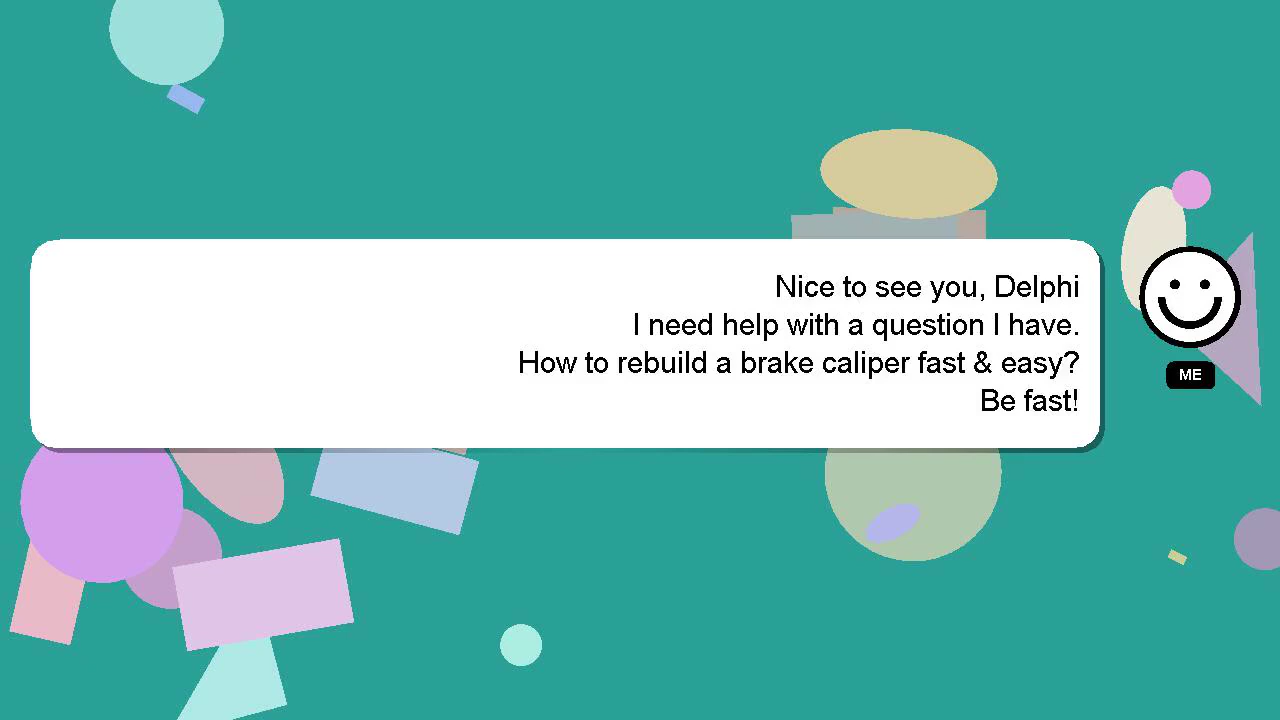 Nice to see you, Delphi
I need help with a question I have.
How to rebuild a brake caliper fast & easy?
Be fast!
ME